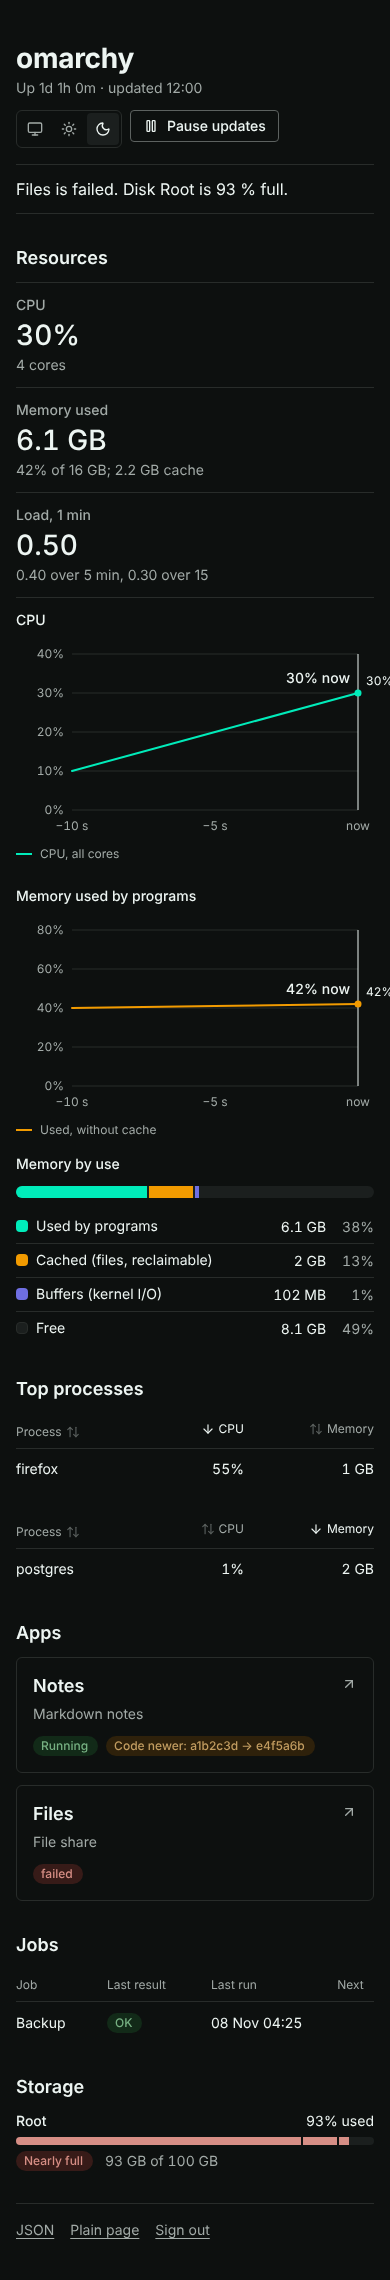 omarchy
Up 1d 1h 0m · updated 12:00
Pause updates
Files is failed. Disk Root is 93 % full.
Resources
CPU
30%
4 cores
Memory used
6.1 GB
42% of 16 GB; 2.2 GB cache
Load, 1 min
0.50
0.40 over 5 min, 0.30 over 15
CPU
40%
30% now 30%
30%
20%
10%
0%
−10 s −5 s now
CPU, all cores
Memory used by programs
80%
60%
42% now 42%
40%
20%
0%
−10 s −5 s now
Used, without cache
Memory by use
Used by programs 6.1 GB 38%
Cached (files, reclaimable) 2 GB 13%
Buffers (kernel I/O) 102 MB 1%
Free 8.1 GB 49%
Top processes
Process ↑↓ ↓ CPU ↑↓ Memory
firefox 55% 1 GB
Process ↑↓ ↑↓ CPU ↓ Memory
postgres 1% 2 GB
Apps
Notes
Markdown notes
Running Code newer: a1b2c3d → e4f5a6b
Files
File share
failed
Jobs
Job Last result Last run Next
Backup OK 08 Nov 04:25
Storage
Root 93% used
Nearly full 93 GB of 100 GB
JSON Plain page Sign out